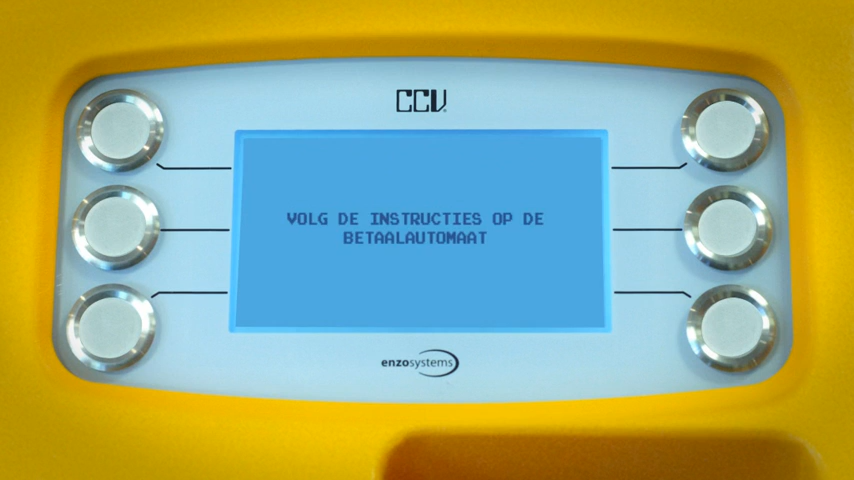 CCV
VOLG DE INSTRUCTIES OP DE
BETAALAUTOMAAT
enzosystems